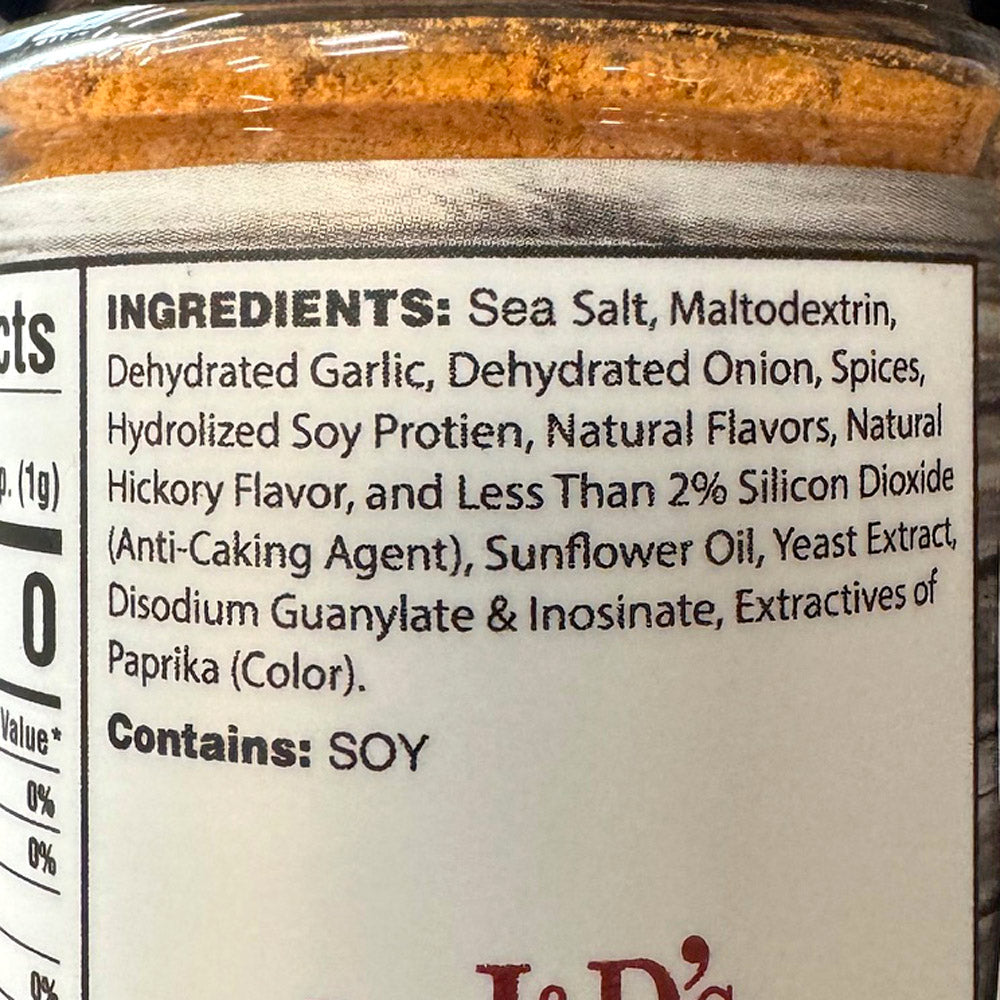 cts
p. (1g)
0
Value*
0%
0%
0%
INGREDIENTS: Sea Salt, Maltodextrin,
Dehydrated Garlic, Dehydrated Onion, Spices,
Hydrolized Soy Protien, Natural Flavors, Natural
Hickory Flavor, and Less Than 2% Silicon Dioxide
(Anti-Caking Agent), Sunflower Oil, Yeast Extract,
Disodium Guanylate & Inosinate, Extractives of
Paprika (Color).
Contains: SOY
J&D's